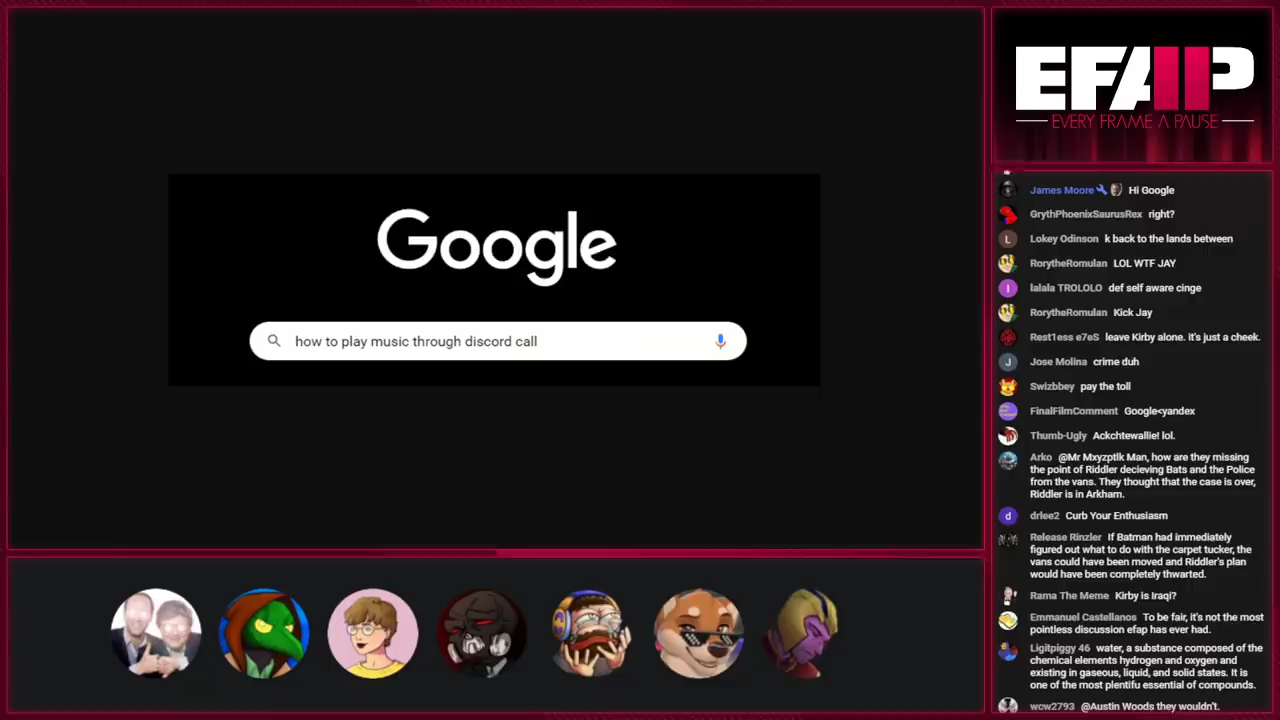 Google
how to play music through discord call
EFAP
EVERY FRAME A PAUSE
James Moore Hi Google
GrythPhoenixSaurusRex right?
L
Lokey Odinson k back to the lands between
RorytheRomulan LOL WTF JAY
l
lalala TROLOLO def self aware cinge
RorytheRomulan Kick Jay
Rest1ess e7eS leave Kirby alone. it's just a cheek.
J
Jose Molina crime duh
Swizbbey pay the toll
FinalFilmComment Google<yandex
Thumb-Ugly Ackchtewallie! lol.
Arko @Mr Mxyzptlk Man, how are they missing
the point of Riddler decieving Bats and the Police
from the vans. They thought that the case is over,
Riddler is in Arkham.
d
drlee2 Curb Your Enthusiasm
Release Rinzler If Batman had immediately
figured out what to do with the carpet tucker, the
vans could have been moved and Riddler's plan
would have been completely thwarted.
Rama The Meme Kirby is Iraqi?
Emmanuel Castellanos To be fair, it's not the most
pointless discussion efap has ever had.
Ligitpiggy 46 water, a substance composed of the
chemical elements hydrogen and oxygen and
existing in gaseous, liquid, and solid states. It is
one of the most plentifu essential of compounds.
wcw2793 @Austin Woods they wouldn't.